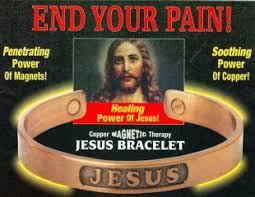 END YOUR PAIN!
Penetrating
Power
Of Magnets!
Soothing
Power
Of Copper!
Healing
Power Of Jesus!
Copper MAGNETIC Therapy
JESUS BRACELET
JESUS